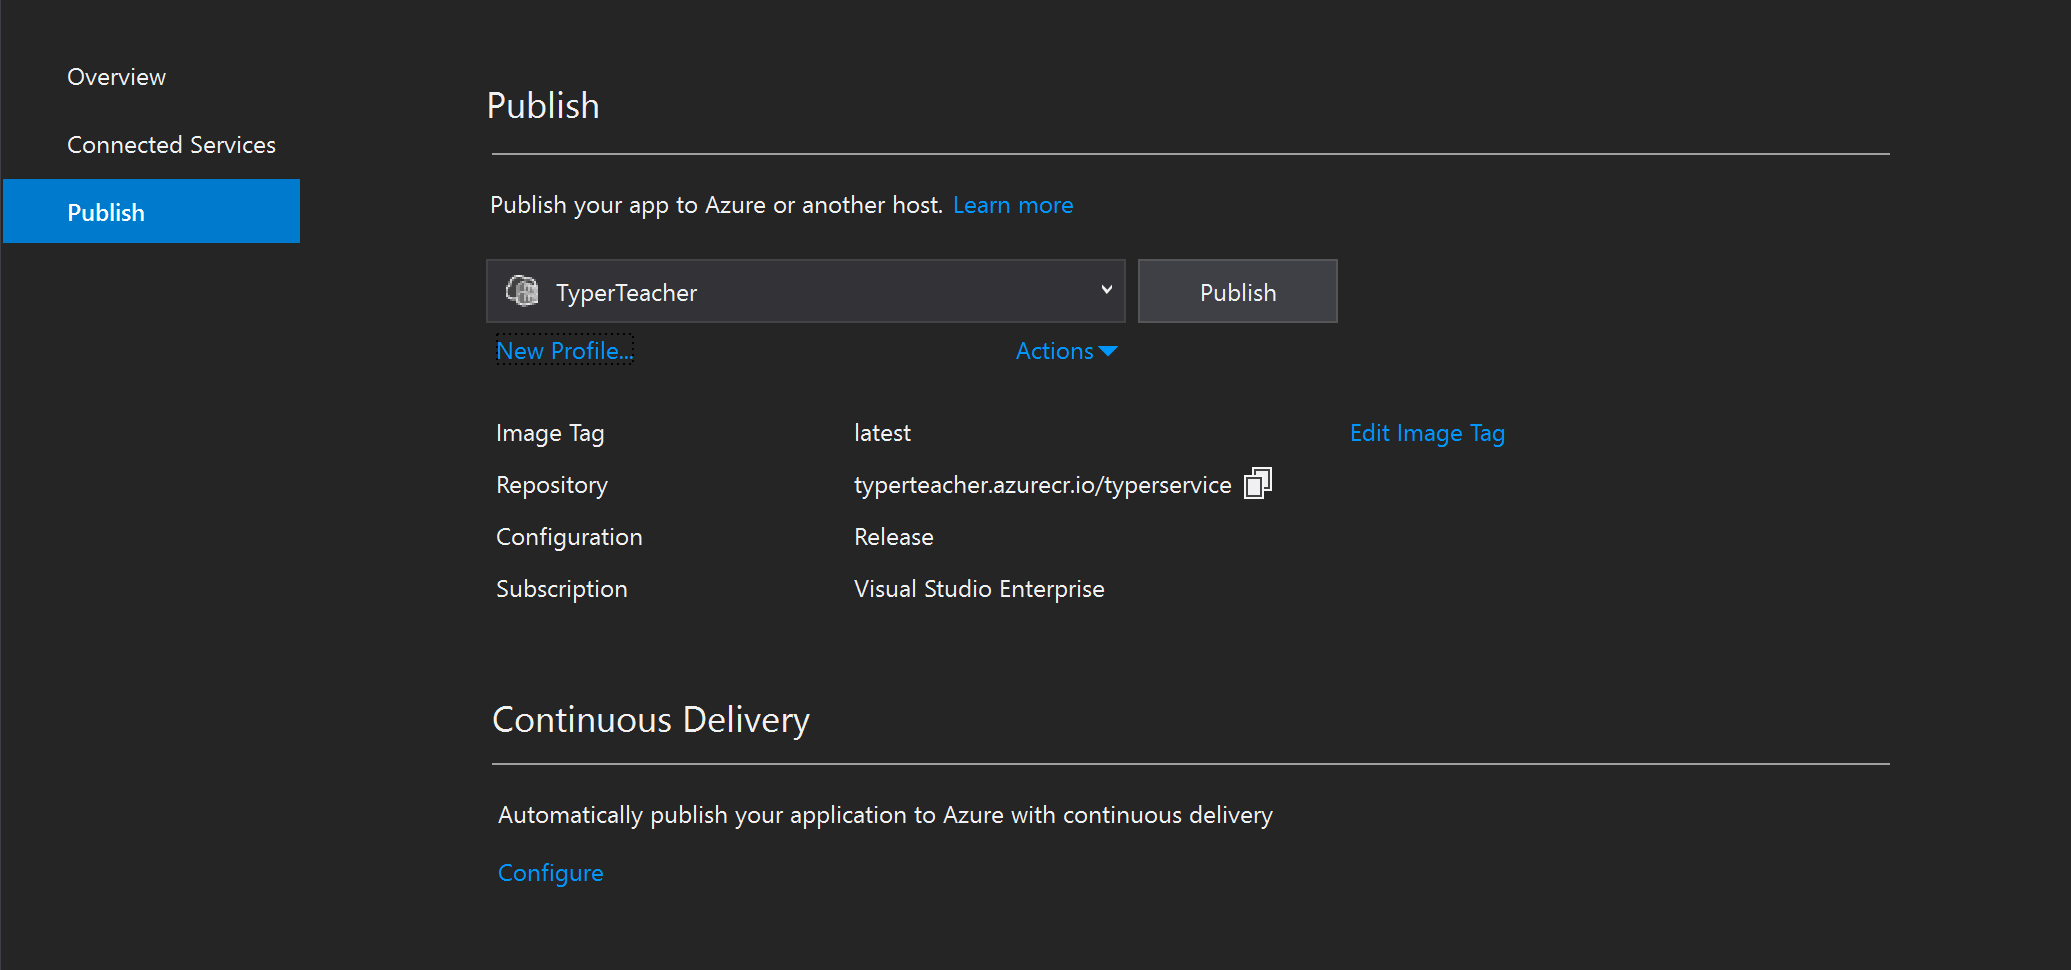 Overview
Connected Services
Publish
Publish
Publish your app to Azure or another host. Learn more
TyperTeacher
Publish
New Profile...
Actions
Image Tag latest Edit Image Tag
Repository typerteacher.azurecr.io/typerservice
Configuration Release
Subscription Visual Studio Enterprise
Continuous Delivery
Automatically publish your application to Azure with continuous delivery
Configure